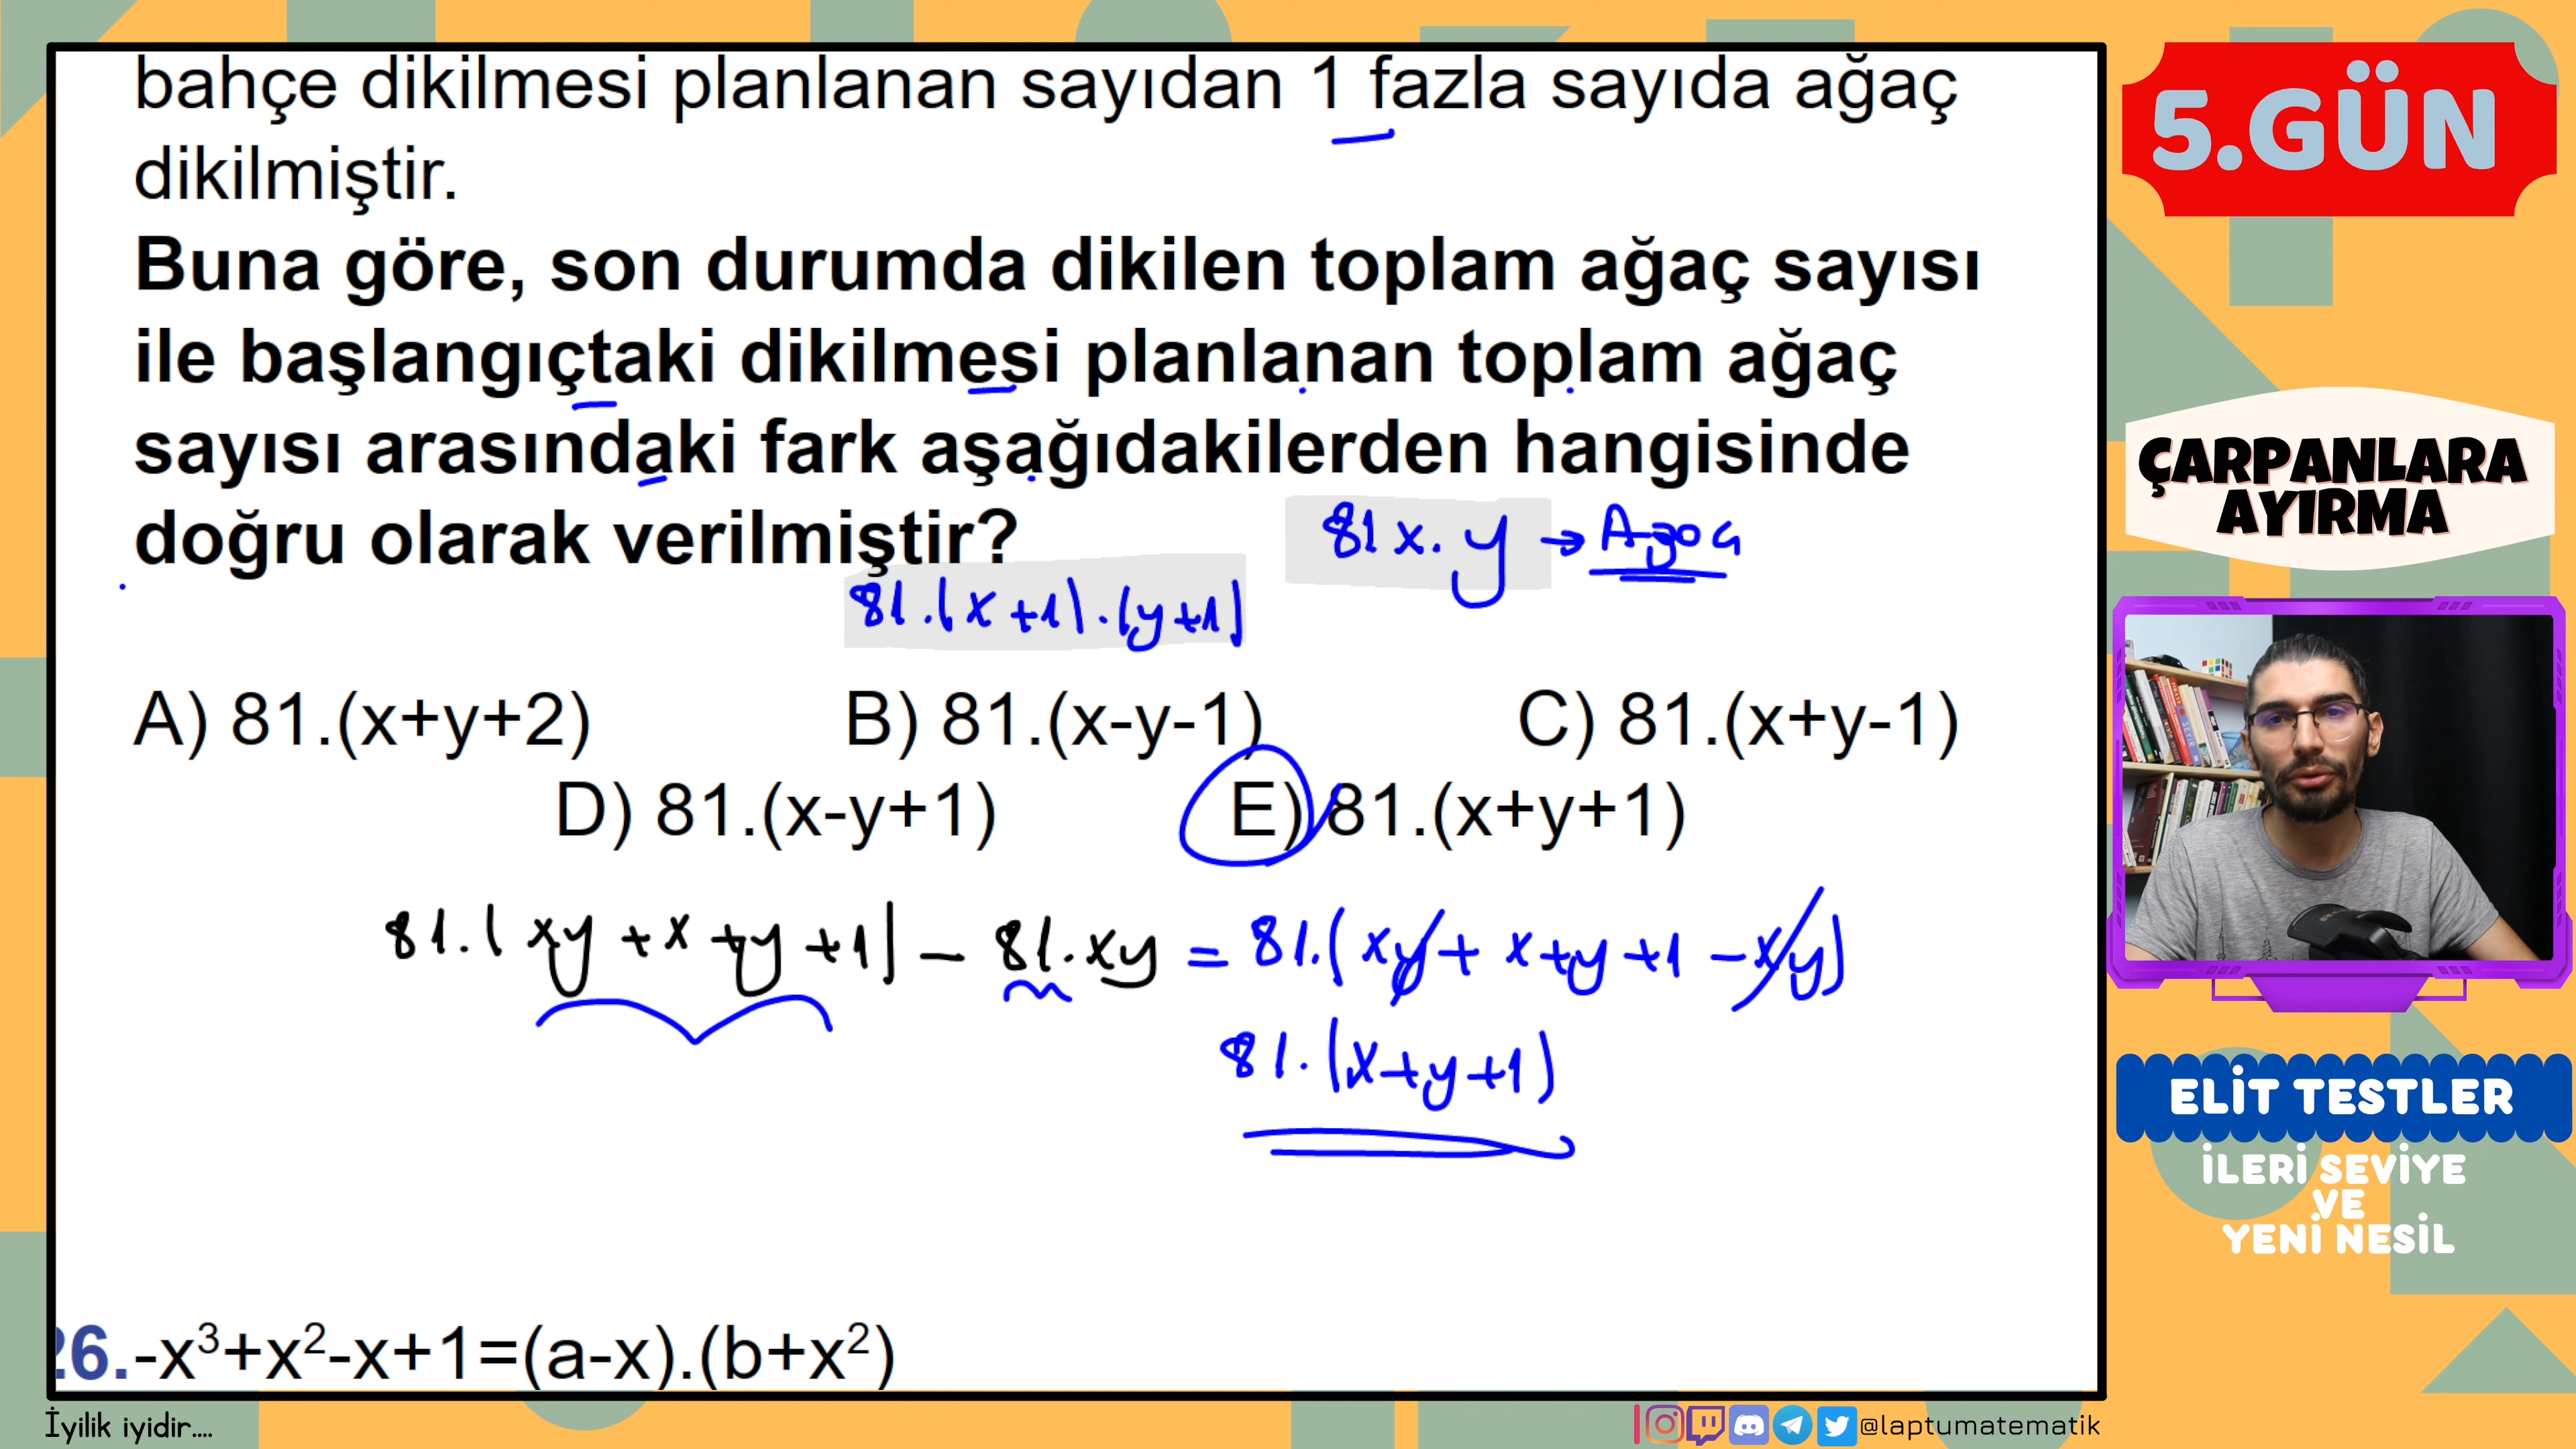 bahçe dikilmesi planlanan sayıdan 1 fazla sayıda ağaç
dikilmiştir.
Buna göre, son durumda dikilen toplam ağaç sayısı
ile başlangıçtaki dikilmesi planlanan toplam ağaç
sayısı arasındaki fark aşağıdakilerden hangisinde
doğru olarak verilmiştir?
81x.y → Ağaç
81.(x+1).(y+1)
A) 81.(x+y+2) B) 81.(x-y-1) C) 81.(x+y-1)
D) 81.(x-y+1) E) 81.(x+y+1)
81.(xy+x+y+1) - 81.xy = 81.(xy+x+y+1-xy)
81.(x+y+1)
26. -x³+x²-x+1=(a-x).(b+x²)
İyilik iyidir....
@laptumatematik
5.GÜN
ÇARPANLARA
AYIRMA
ELİT TESTLER
İLERİ SEVİYE
VE
YENİ NESİL